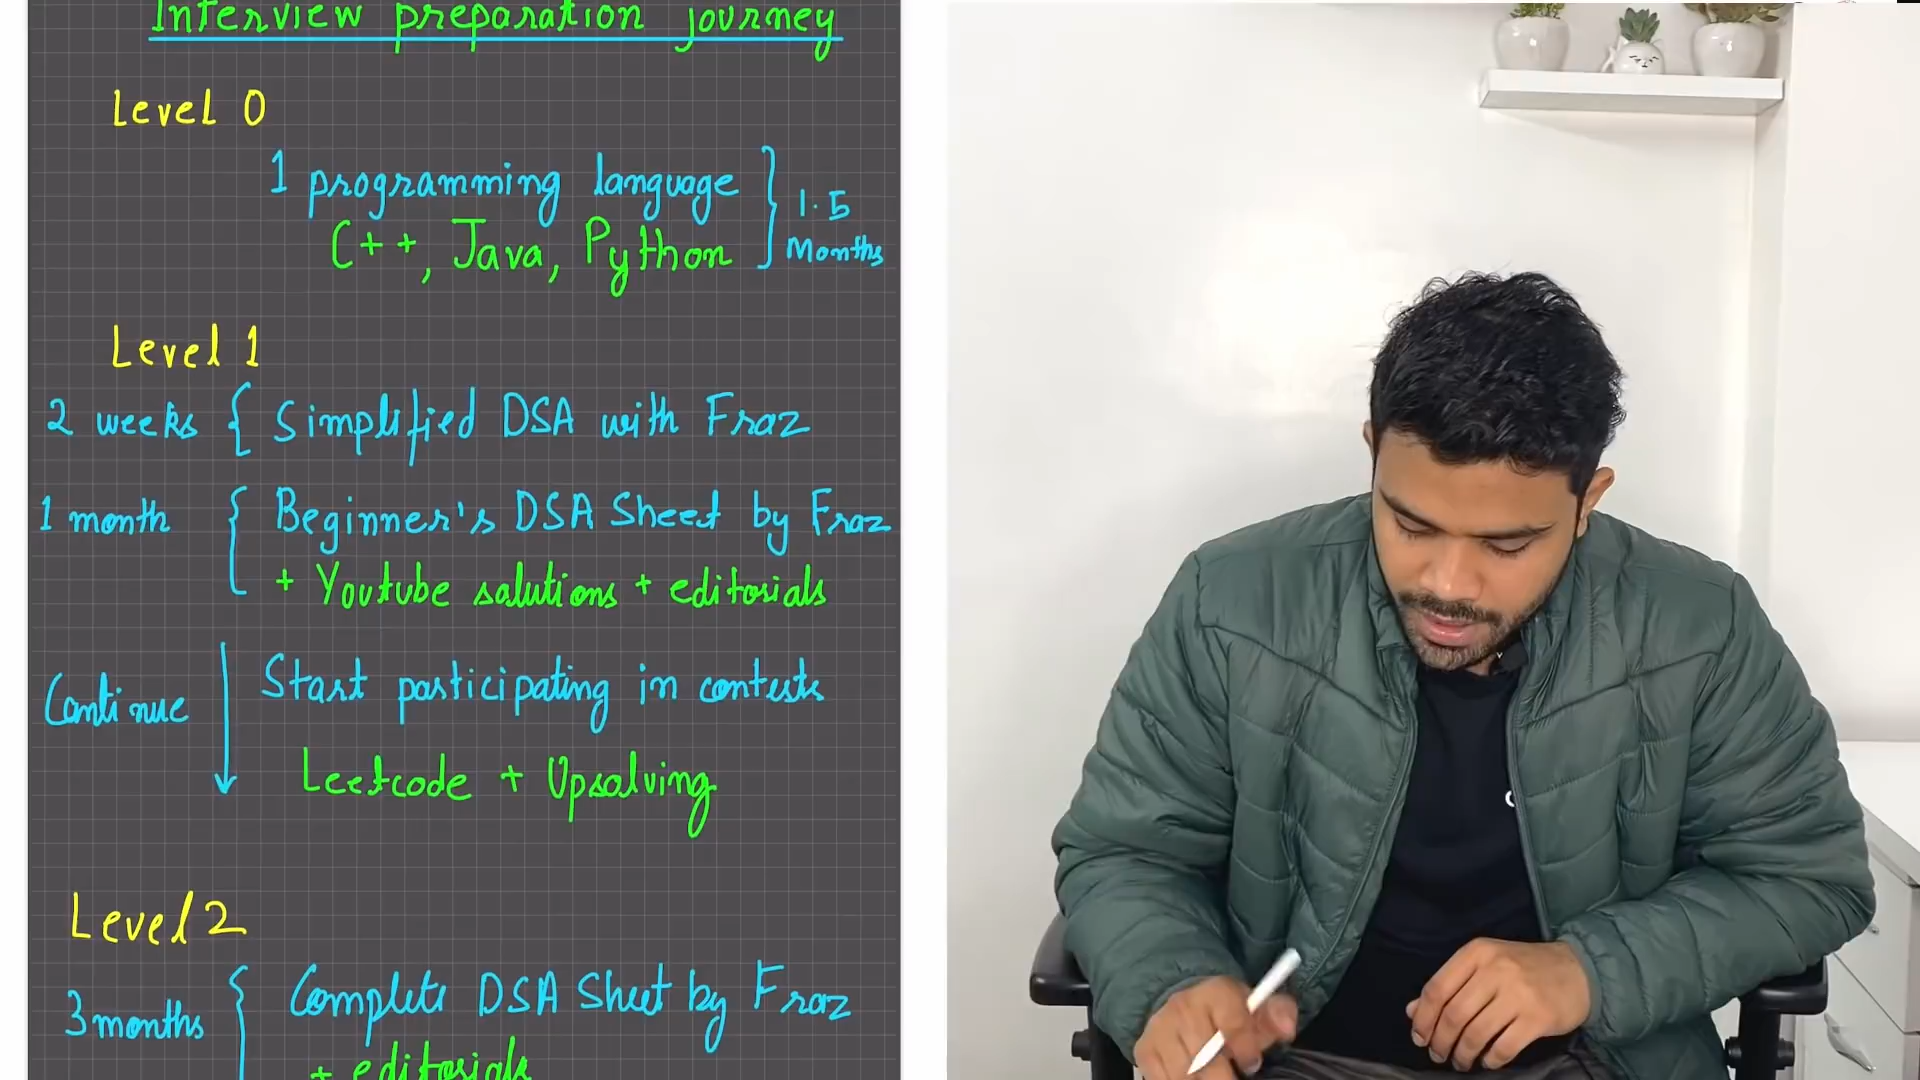 Interview preparation journey
Level 0
1 programming language
C++, Java, Python
1.5 Months
Level 1
2 weeks { Simplified DSA with Fraz
1 month { Beginner's DSA Sheet by Fraz
+ Youtube solutions + editorials
Continue
Start participating in contests
Leetcode + Upsolving
Level 2
3 months { Complete DSA Sheet by Fraz
+ editorials